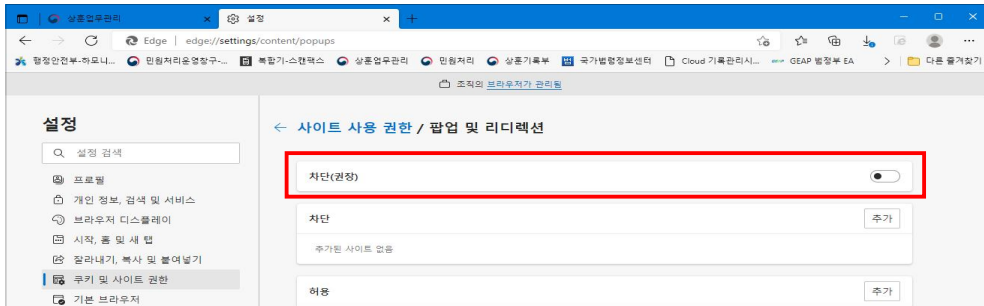 상훈업무관리
설정
Edge
edge://settings/content/popups
행정안전부-하모니...
민원처리운영창구-...
복합기-스캔팩스
상훈업무관리
민원처리
상훈기록부
국가법령정보센터
Cloud 기록관리시...
GEAP 범정부 EA
다른 즐겨찾기
조직의 브라우저가 관리됨
설정
← 사이트 사용 권한 / 팝업 및 리디렉션
설정 검색
차단(권장)
프로필
개인 정보, 검색 및 서비스
브라우저 디스플레이
차단
추가
시작, 홈 및 새 탭
추가된 사이트 없음
잘라내기, 복사 및 붙여넣기
쿠키 및 사이트 권한
허용
추가
기본 브라우저